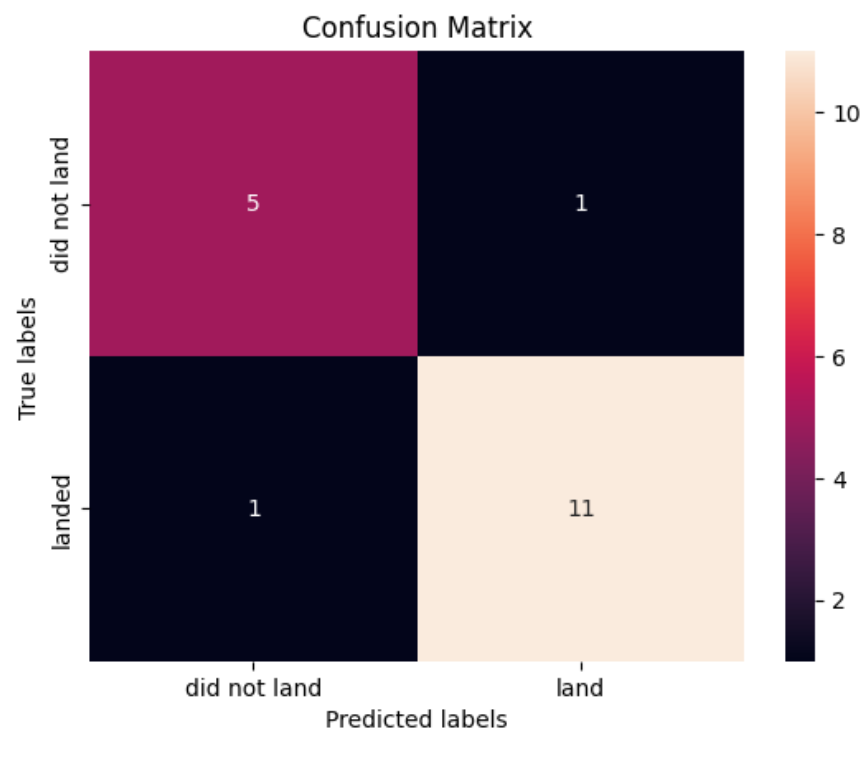 Confusion Matrix
did not land
landed
True labels
5
1
1
11
did not land
land
Predicted labels
10
8
6
4
2